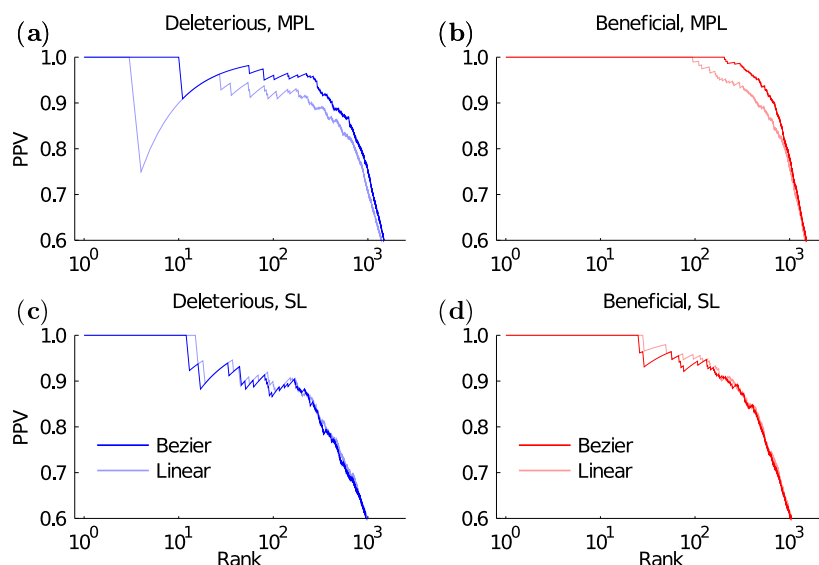 (a) Deleterious, MPL
(b) Beneficial, MPL
1.0
0.9
0.8
0.7
0.6
PPV
10^0 10^1 10^2 10^3
1.0
0.9
0.8
0.7
0.6
10^0 10^1 10^2 10^3
(c) Deleterious, SL
(d) Beneficial, SL
1.0
0.9
0.8
0.7
0.6
PPV
Bezier
Linear
10^0 10^1 10^2 10^3
Rank
1.0
0.9
0.8
0.7
0.6
Bezier
Linear
10^0 10^1 10^2 10^3
Rank